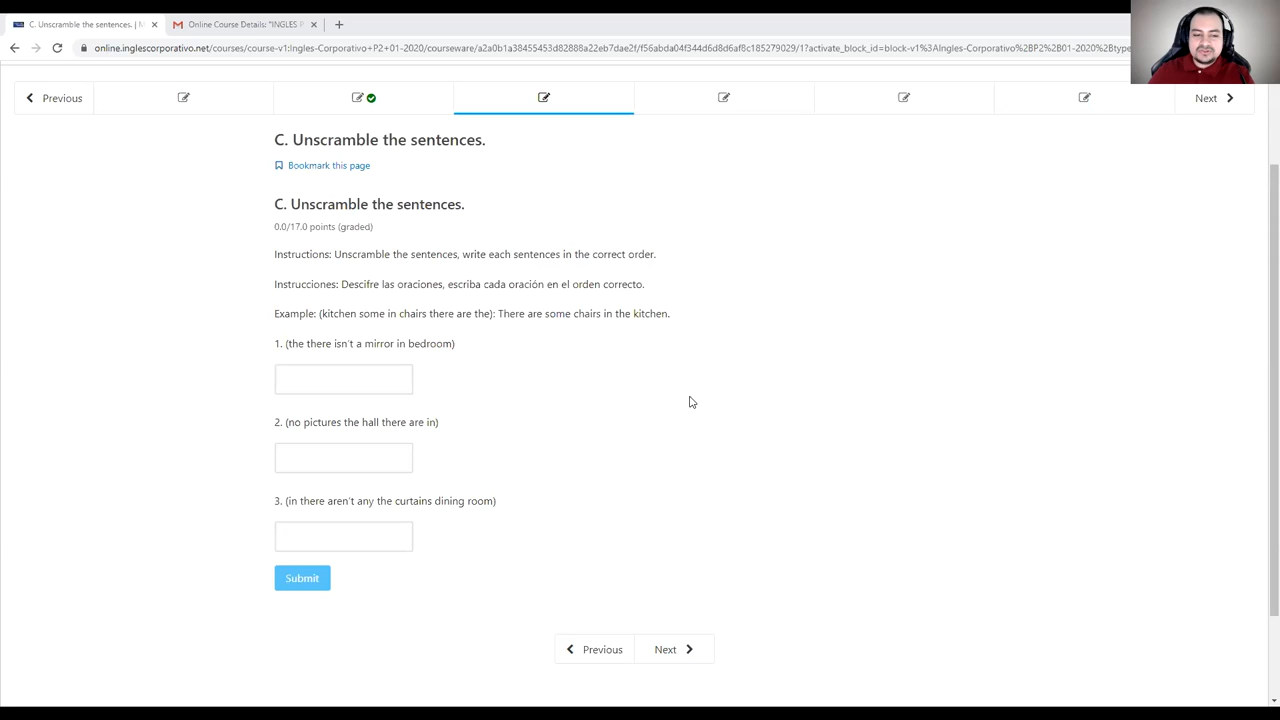 C. Unscramble the sentences. |
Online Course Details: "INGLES P
online.inglescorporativo.net/courses/course-v1:Ingles-Corporativo+P2+01-2020/courseware/a2a0b1a38455453d82888a22eb7dae2f/f56abda04f344d6d8d6af8c185279029/1?activate_block_id=block-v1%3AIngles-Corporativo%2BP2%2B01-2020%2Btype
Previous
Next
C. Unscramble the sentences.
Bookmark this page
C. Unscramble the sentences.
0.0/17.0 points (graded)
Instructions: Unscramble the sentences, write each sentences in the correct order.
Instrucciones: Descifre las oraciones, escriba cada oración en el orden correcto.
Example: (kitchen some in chairs there are the): There are some chairs in the kitchen.
1. (the there isn't a mirror in bedroom)
2. (no pictures the hall there are in)
3. (in there aren't any the curtains dining room)
Submit
Previous
Next